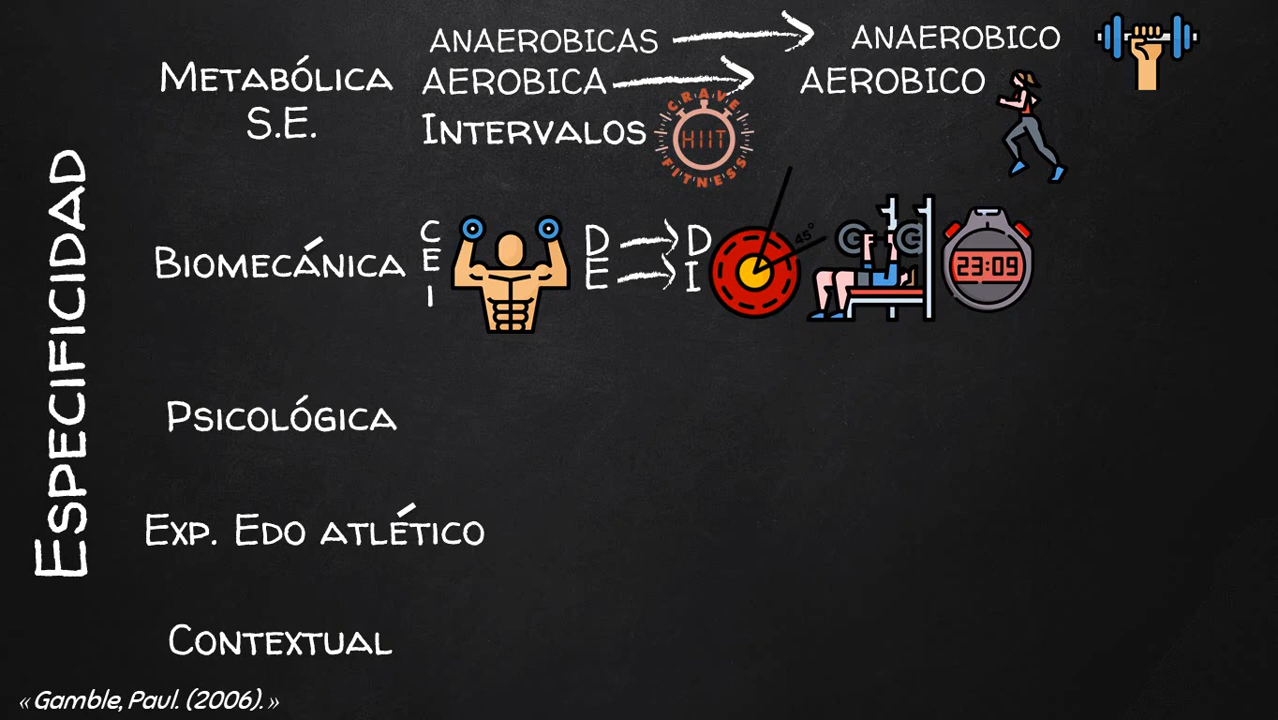 ESPECIFICIDAD
METABÓLICA
S.E.
ANAEROBICAS
ANAEROBICO
AEROBICA
AEROBICO
INTERVALOS
CRAVE
HIIT
FITNESS
BIOMECÁNICA
C
E
I
D
D
E
I
45°
23:09
PSICOLÓGICA
EXP. EDO ATLÉTICO
CONTEXTUAL
« Gamble, Paul. (2006). »